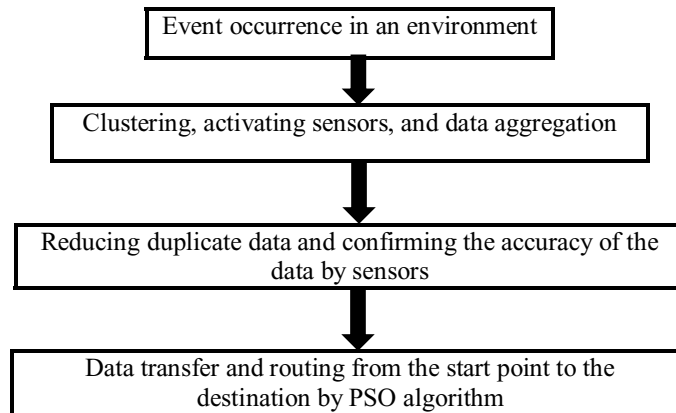 Event occurrence in an environment
Clustering, activating sensors, and data aggregation
Reducing duplicate data and confirming the accuracy of the
data by sensors
Data transfer and routing from the start point to the
destination by PSO algorithm